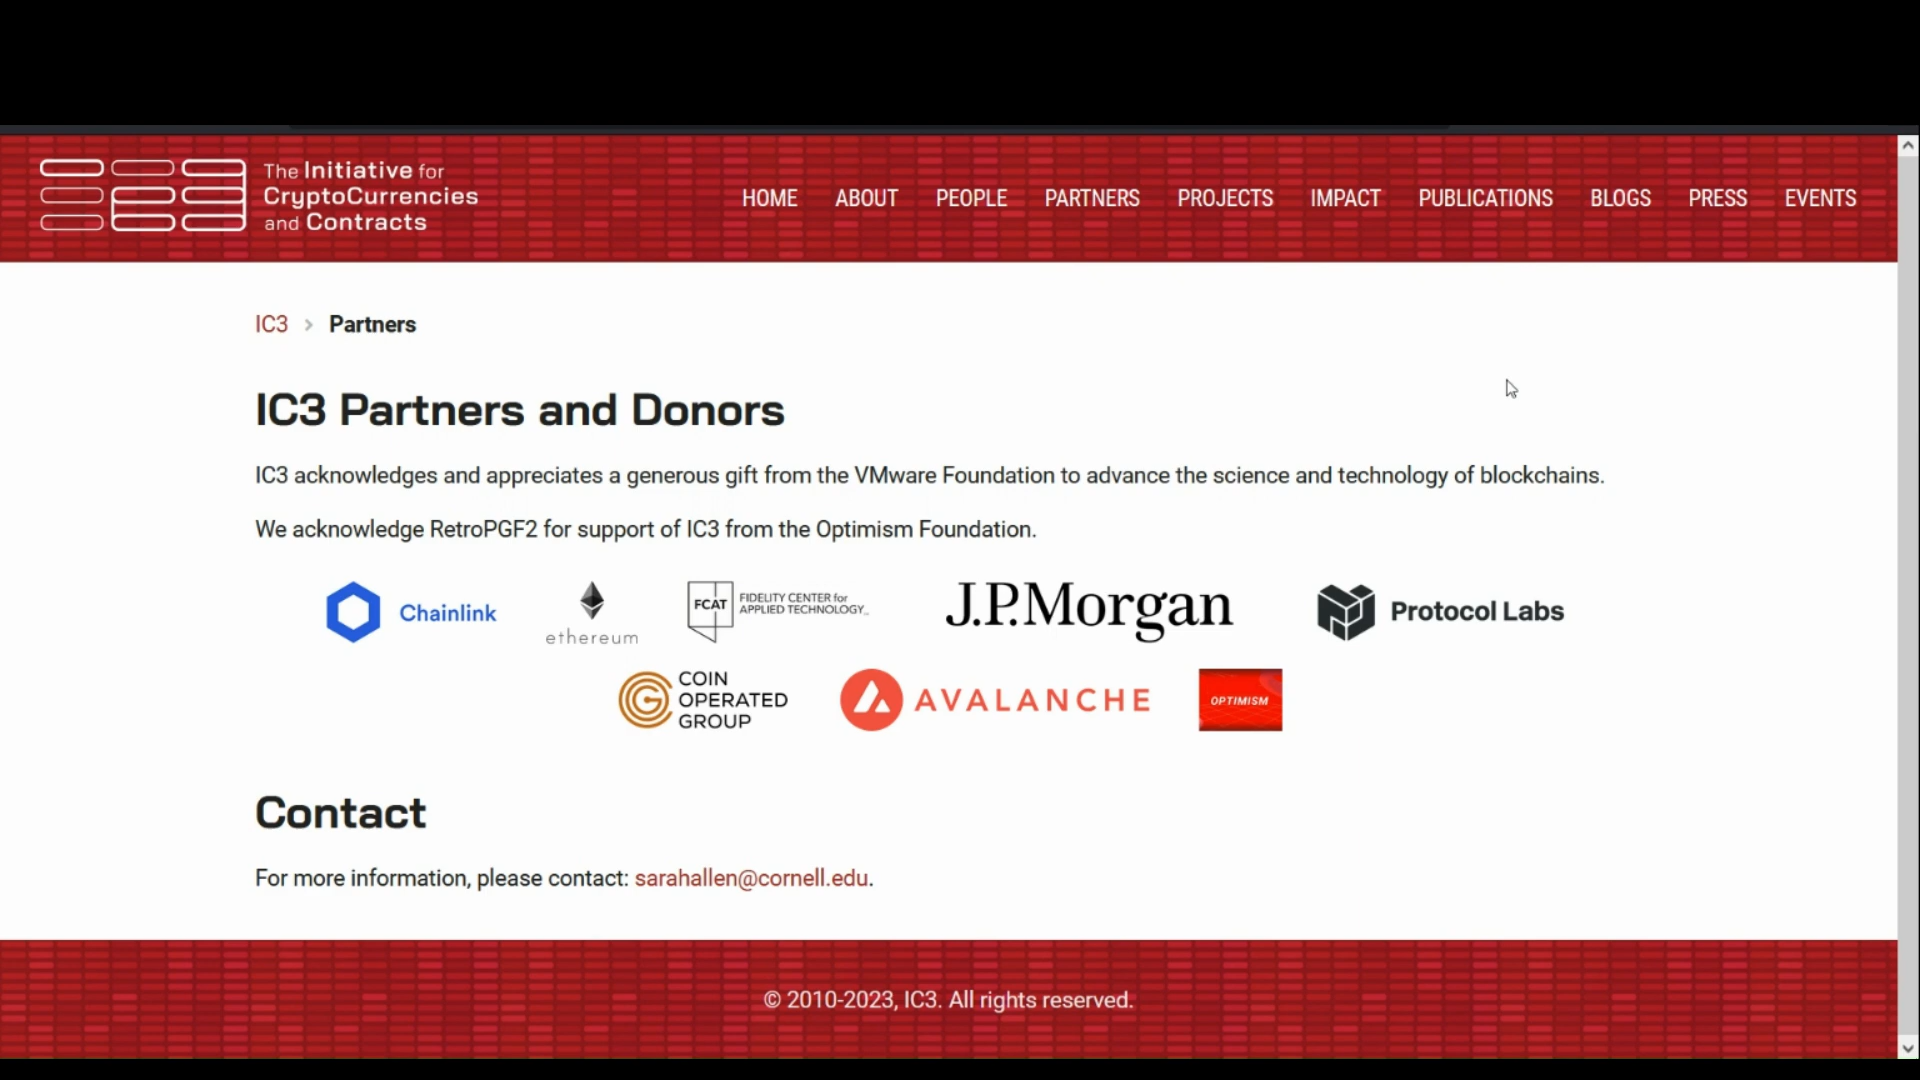 The Initiative for
CryptoCurrencies
and Contracts
HOME ABOUT PEOPLE PARTNERS PROJECTS IMPACT PUBLICATIONS BLOGS PRESS EVENTS
IC3 > Partners
IC3 Partners and Donors
IC3 acknowledges and appreciates a generous gift from the VMware Foundation to advance the science and technology of blockchains.
We acknowledge RetroPGF2 for support of IC3 from the Optimism Foundation.
Chainlink
ethereum
FCAT
FIDELITY CENTER for
APPLIED TECHNOLOGY
J.P.Morgan
Protocol Labs
COIN
OPERATED
GROUP
AVALANCHE
OPTIMISM
Contact
For more information, please contact: sarahallen@cornell.edu.
© 2010-2023, IC3. All rights reserved.